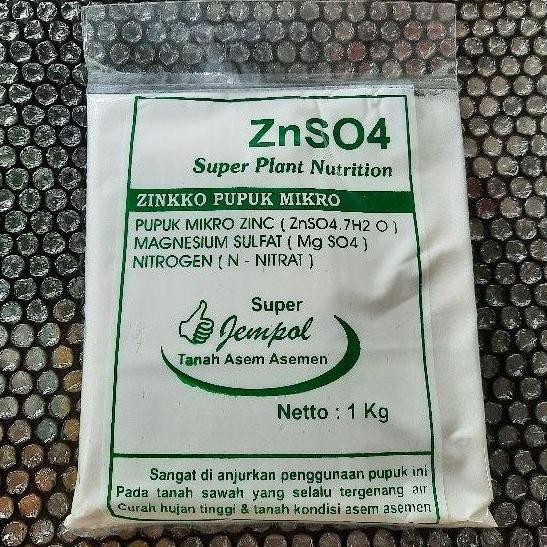 ZnSO4
Super Plant Nutrition
ZINKKO PUPUK MIKRO
PUPUK MIKRO ZINC ( ZnSO4.7H2 O )
MAGNESIUM SULFAT ( Mg SO4 )
NITROGEN ( N - NITRAT )
Super
Jempol
Tanah Asem Asemen
Netto : 1 Kg
Sangat di anjurkan penggunaan pupuk ini
Pada tanah sawah yang selalu tergenang air
Curah hujan tinggi & tanah kondisi asem asemen